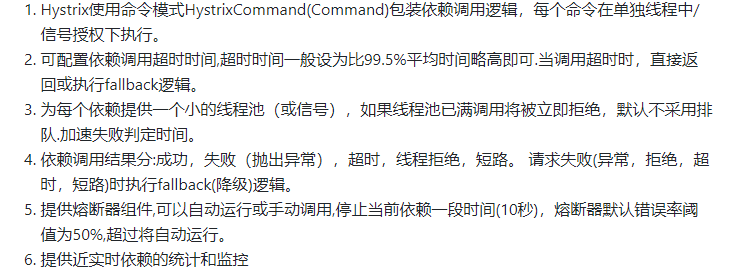 1. Hystrix使用命令模式HystrixCommand(Command)包装依赖调用逻辑，每个命令在单独线程中/
信号授权下执行。
2. 可配置依赖调用超时时间,超时时间一般设为比99.5%平均时间略高即可.当调用超时时，直接返
回或执行fallback逻辑。
3. 为每个依赖提供一个小的线程池（或信号），如果线程池已满调用将被立即拒绝，默认不采用排
队.加速失败判定时间。
4. 依赖调用结果分:成功，失败（抛出异常），超时，线程拒绝，短路。 请求失败(异常，拒绝，超
时，短路)时执行fallback(降级)逻辑。
5. 提供熔断器组件,可以自动运行或手动调用,停止当前依赖一段时间(10秒)，熔断器默认错误率阈
值为50%,超过将自动运行。
6. 提供近实时依赖的统计和监控